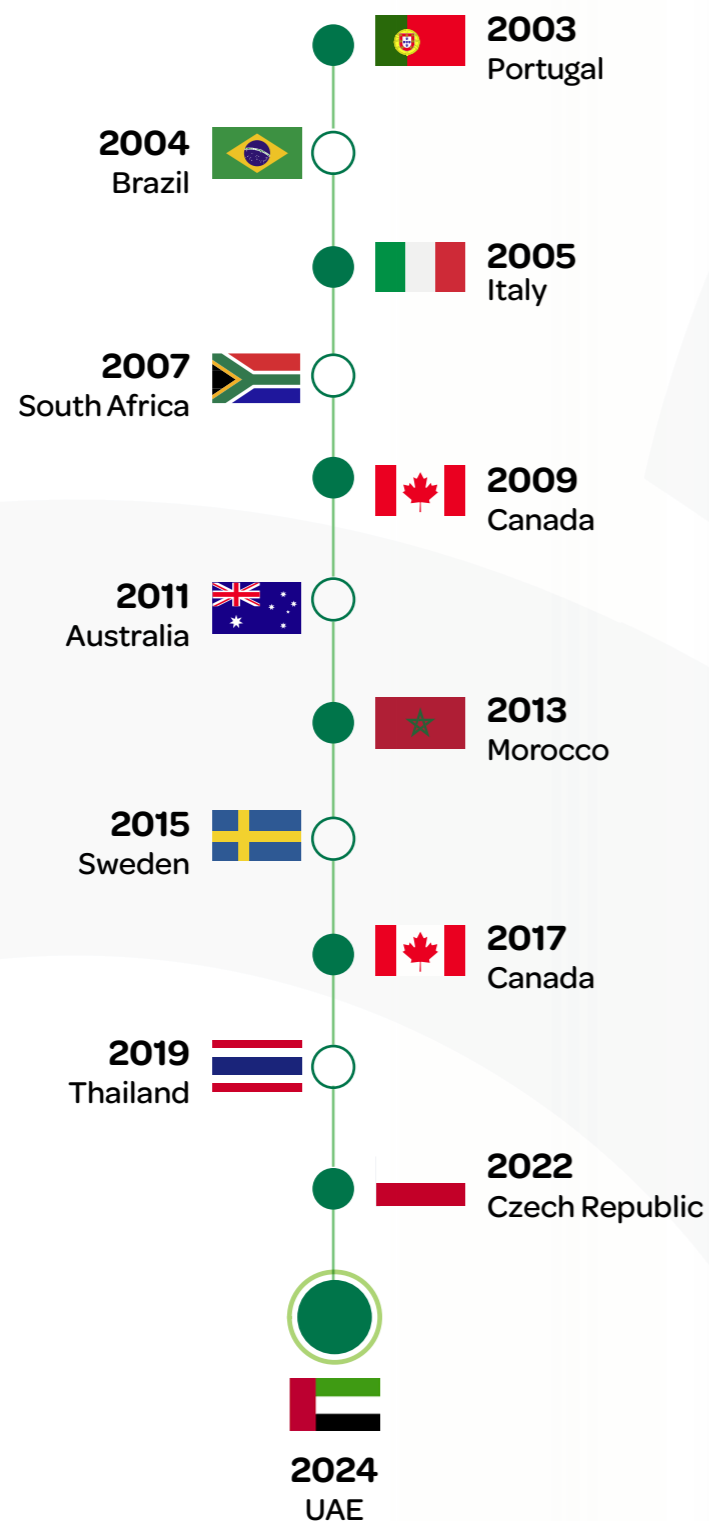 2003
Portugal
2004
Brazil
2005
Italy
2007
South Africa
2009
Canada
2011
Australia
2013
Morocco
2015
Sweden
2017
Canada
2019
Thailand
2022
Czech Republic
2024
UAE